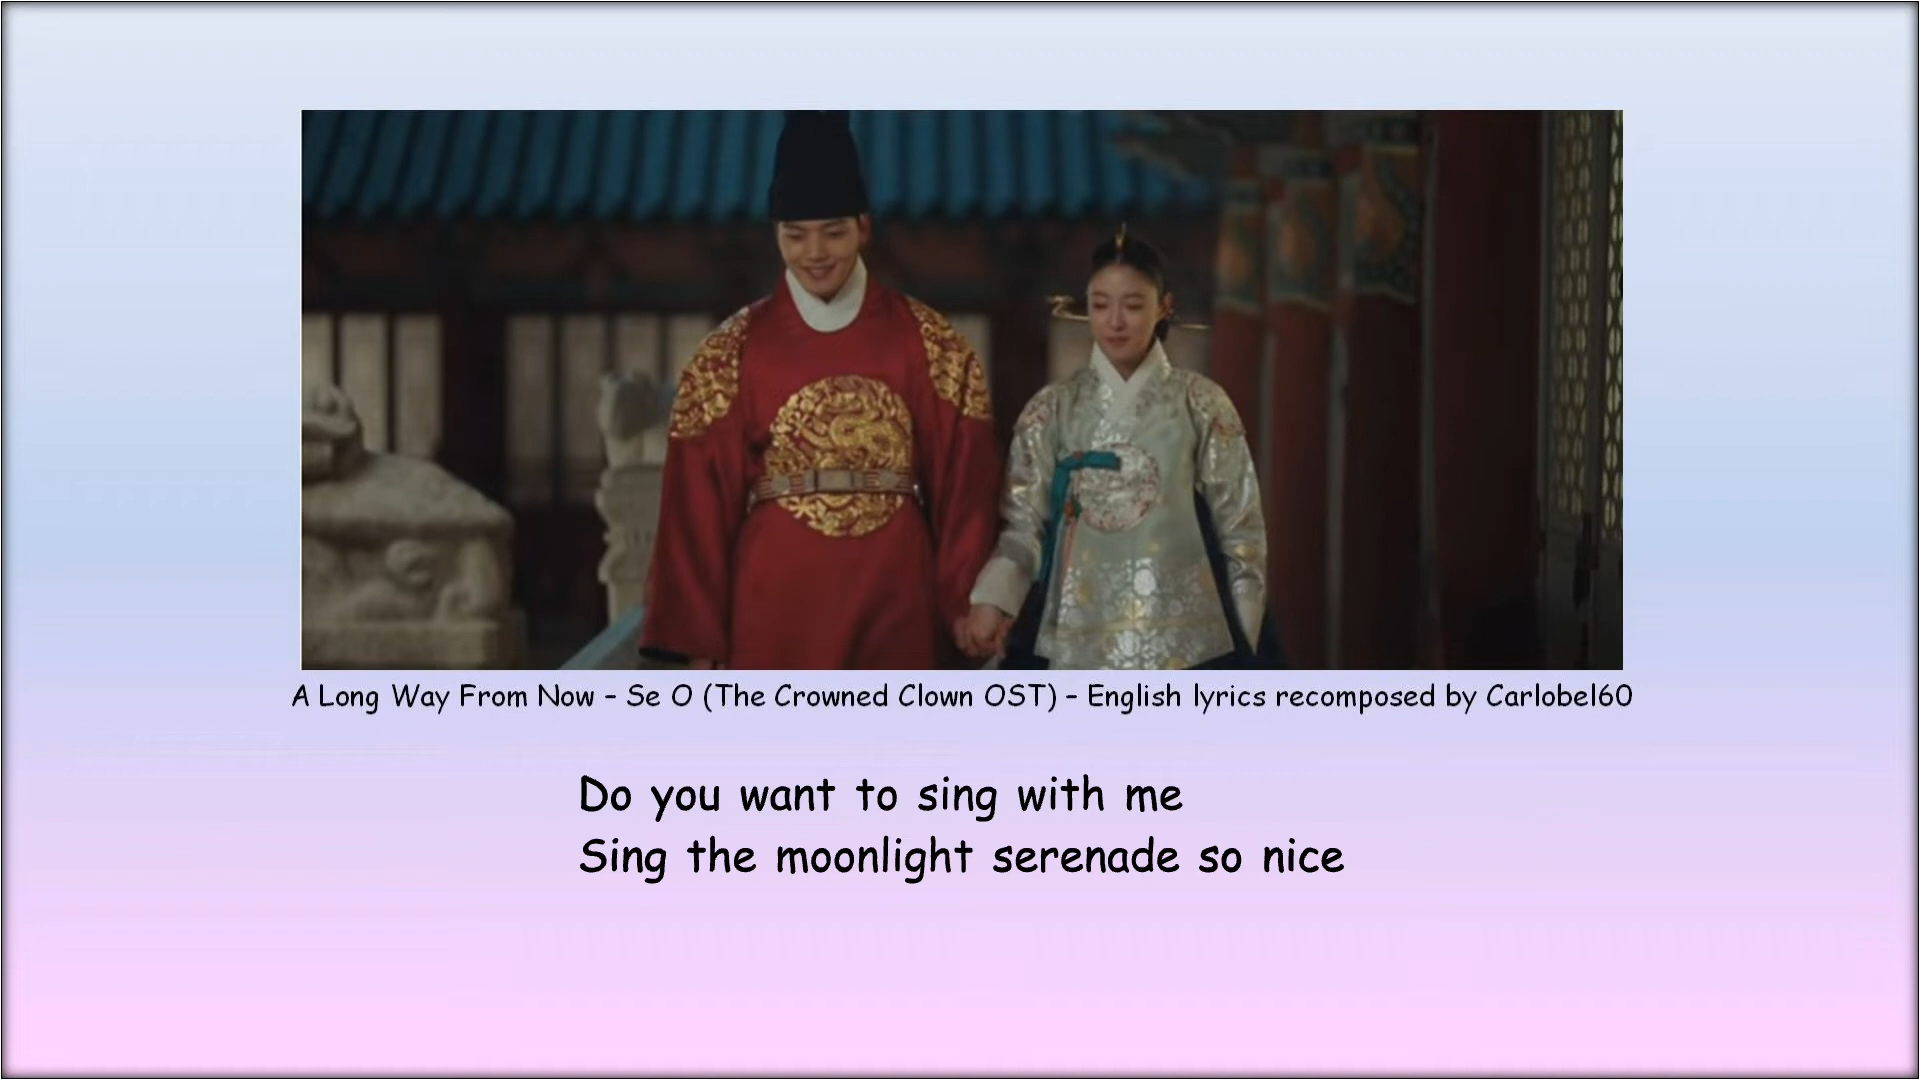 A Long Way From Now – Se O (The Crowned Clown OST) – English lyrics recomposed by Carlobel60
Do you want to sing with me
Sing the moonlight serenade so nice